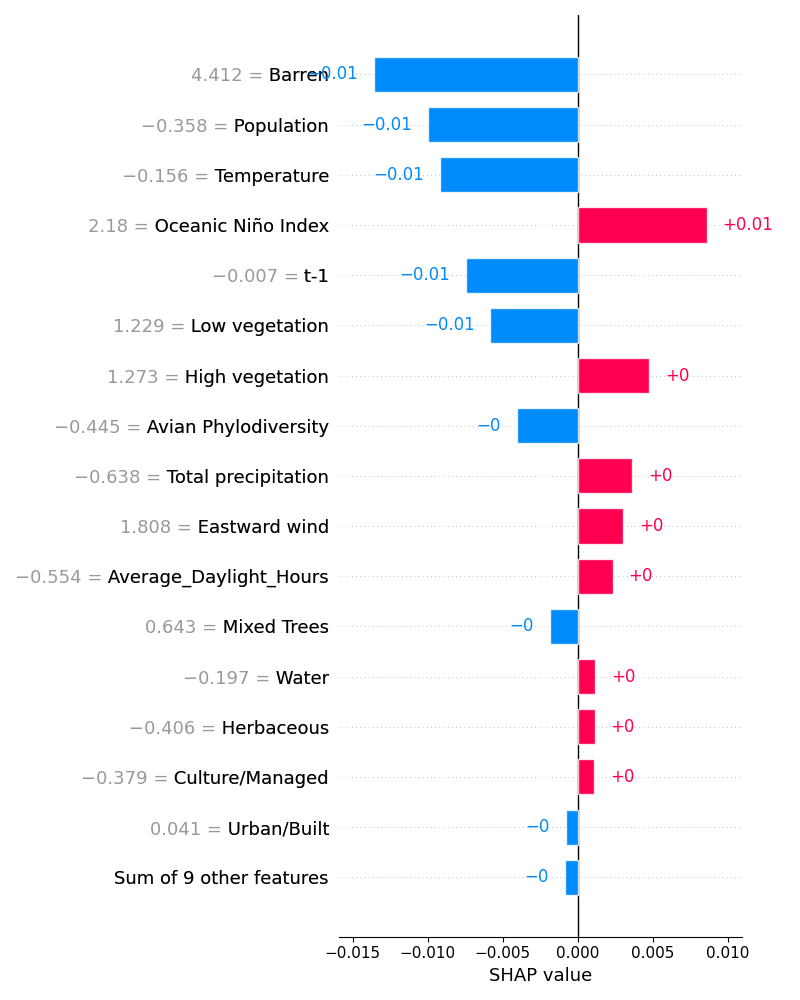 4.412 = Barren −0.01
−0.358 = Population −0.01
−0.156 = Temperature −0.01
2.18 = Oceanic Niño Index +0.01
−0.007 = t-1 −0.01
1.229 = Low vegetation −0.01
1.273 = High vegetation +0
−0.445 = Avian Phylodiversity −0
−0.638 = Total precipitation +0
1.808 = Eastward wind +0
−0.554 = Average_Daylight_Hours +0
0.643 = Mixed Trees −0
−0.197 = Water +0
−0.406 = Herbaceous +0
−0.379 = Culture/Managed +0
0.041 = Urban/Built −0
Sum of 9 other features −0
−0.015 −0.010 −0.005 0.000 0.005 0.010
SHAP value